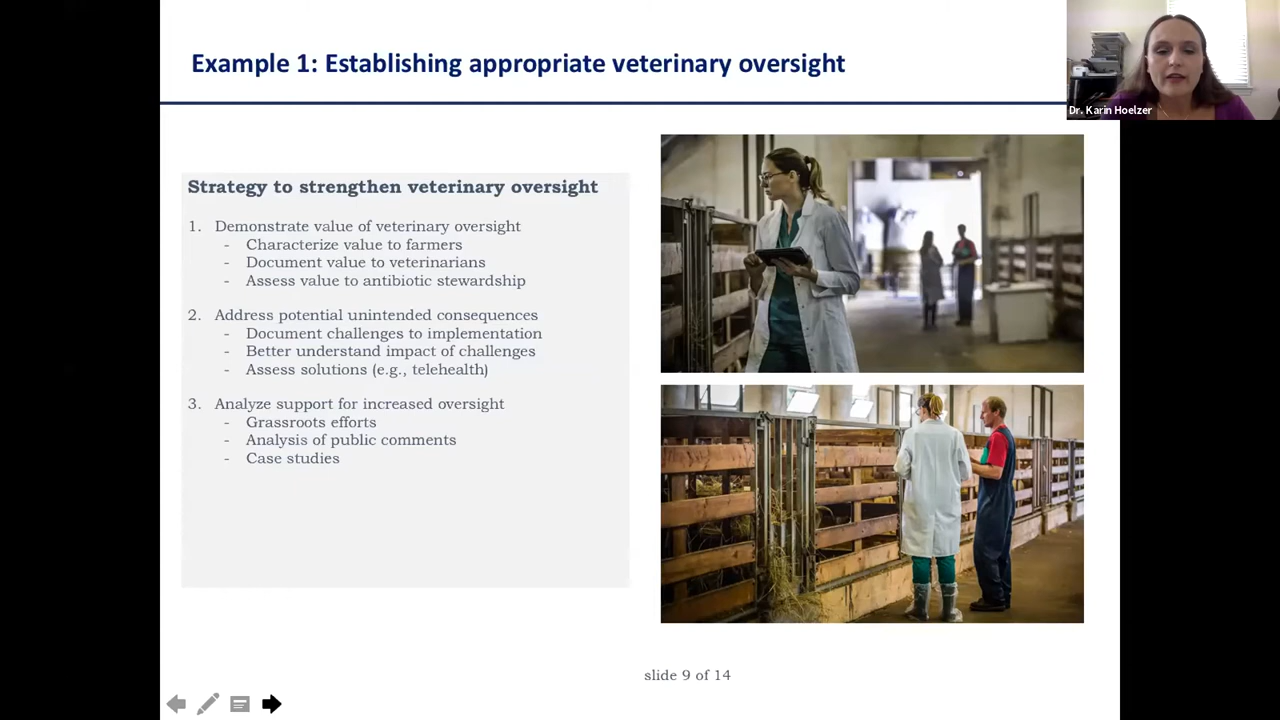 Example 1: Establishing appropriate veterinary oversight
Dr. Karin Hoelzer
Strategy to strengthen veterinary oversight
1. Demonstrate value of veterinary oversight
- Characterize value to farmers
- Document value to veterinarians
- Assess value to antibiotic stewardship
2. Address potential unintended consequences
- Document challenges to implementation
- Better understand impact of challenges
- Assess solutions (e.g., telehealth)
3. Analyze support for increased oversight
- Grassroots efforts
- Analysis of public comments
- Case studies
slide 9 of 14